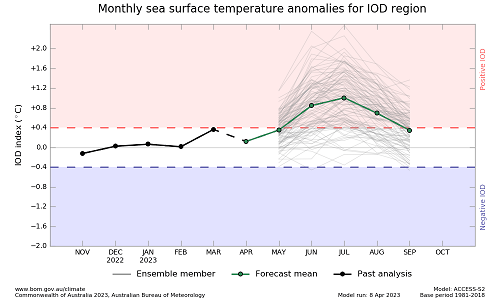 Monthly sea surface temperature anomalies for IOD region
IOD index (°C)
+2.0
+1.6
+1.2
+0.8
+0.4
0.0
−0.4
−0.8
−1.2
−1.6
−2.0
Positive IOD
Negative IOD
NOV DEC JAN FEB MAR APR MAY JUN JUL AUG SEP OCT
2022 2023
Ensemble member Forecast mean Past analysis
www.bom.gov.au/climate Model: ACCESS-S2
Commonwealth of Australia 2023, Australian Bureau of Meteorology Model run: 8 Apr 2023 Base period 1981-2018